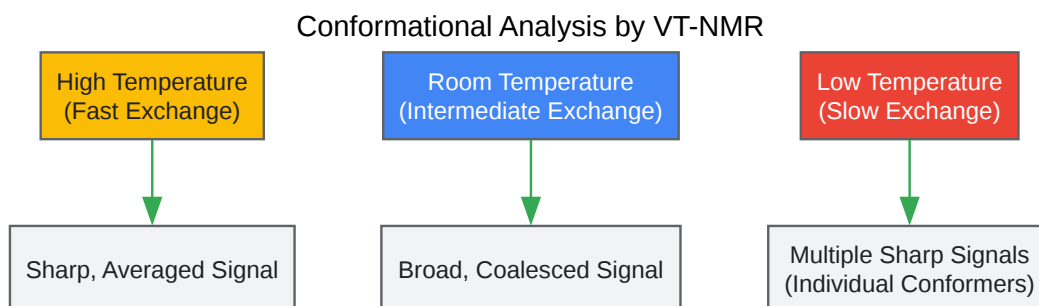 Conformational Analysis by VT-NMR
High Temperature
(Fast Exchange)
Room Temperature
(Intermediate Exchange)
Low Temperature
(Slow Exchange)
Sharp, Averaged Signal
Broad, Coalesced Signal
Multiple Sharp Signals
(Individual Conformers)